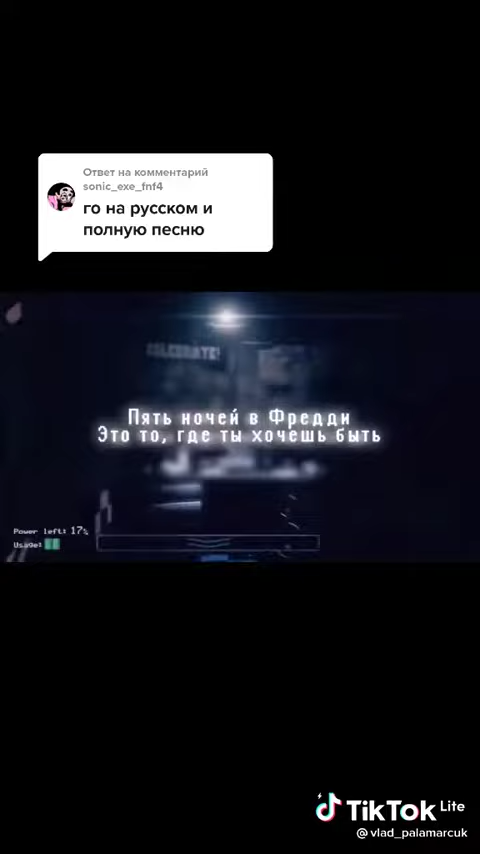 Ответ на комментарий
sonic_exe_fnf4
го на русском и
полную песню
CELEBRATE!
Пять ночей в Фредди
Это то, где ты хочешь быть
Power left: 17%
Usage:
TikTok Lite
@vlad_palamarcuk